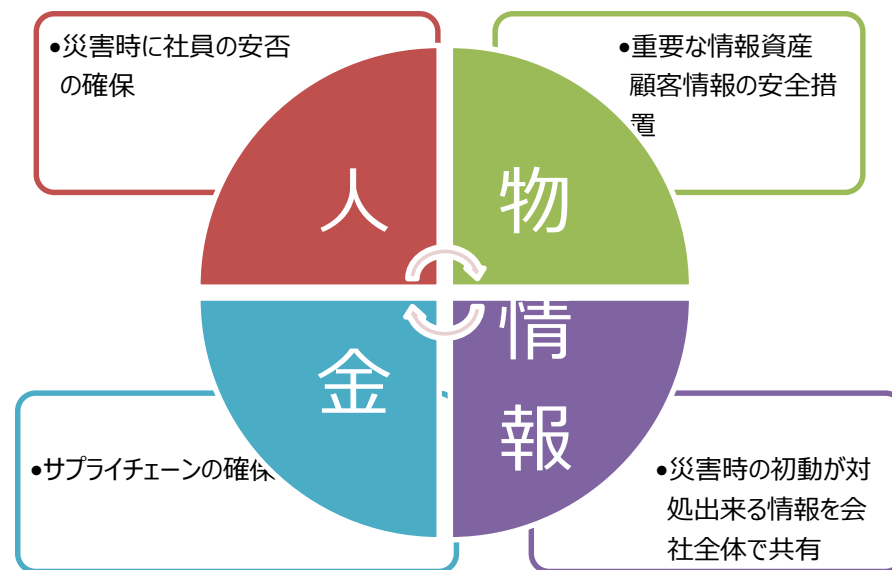 •災害時に社員の安否
の確保
•重要な情報資産
顧客情報の安全措
置
人
物
金
情
報
•サプライチェーンの確保
•災害時の初動が対
処出来る情報を会
社全体で共有